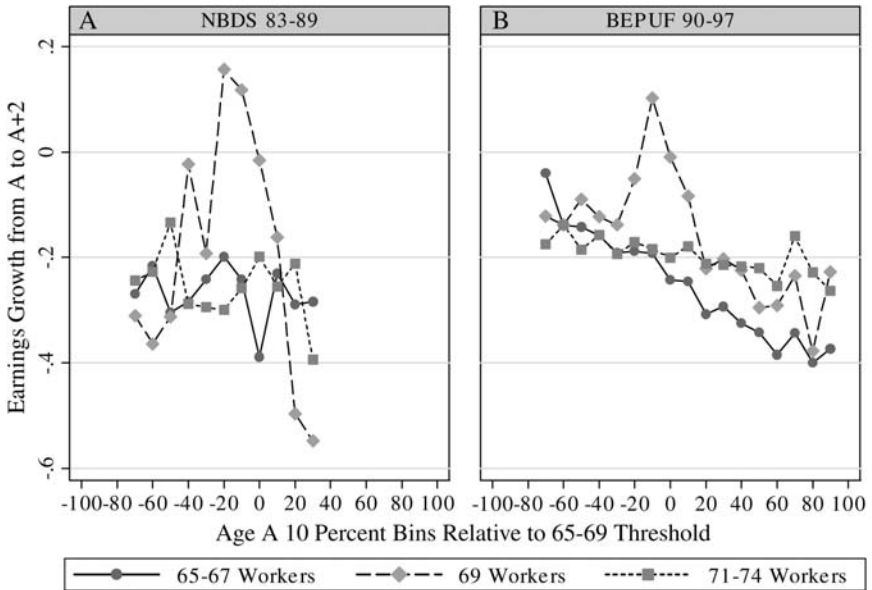 A NBDS 83-89
B BEPUF 90-97
Earnings Growth from A to A+2
.2
0
-.2
-.4
-.6
-100 -80 -60 -40 -20 0 20 40 60 80 100
-100 -80 -60 -40 -20 0 20 40 60 80 100
Age A 10 Percent Bins Relative to 65-69 Threshold
65-67 Workers 69 Workers 71-74 Workers